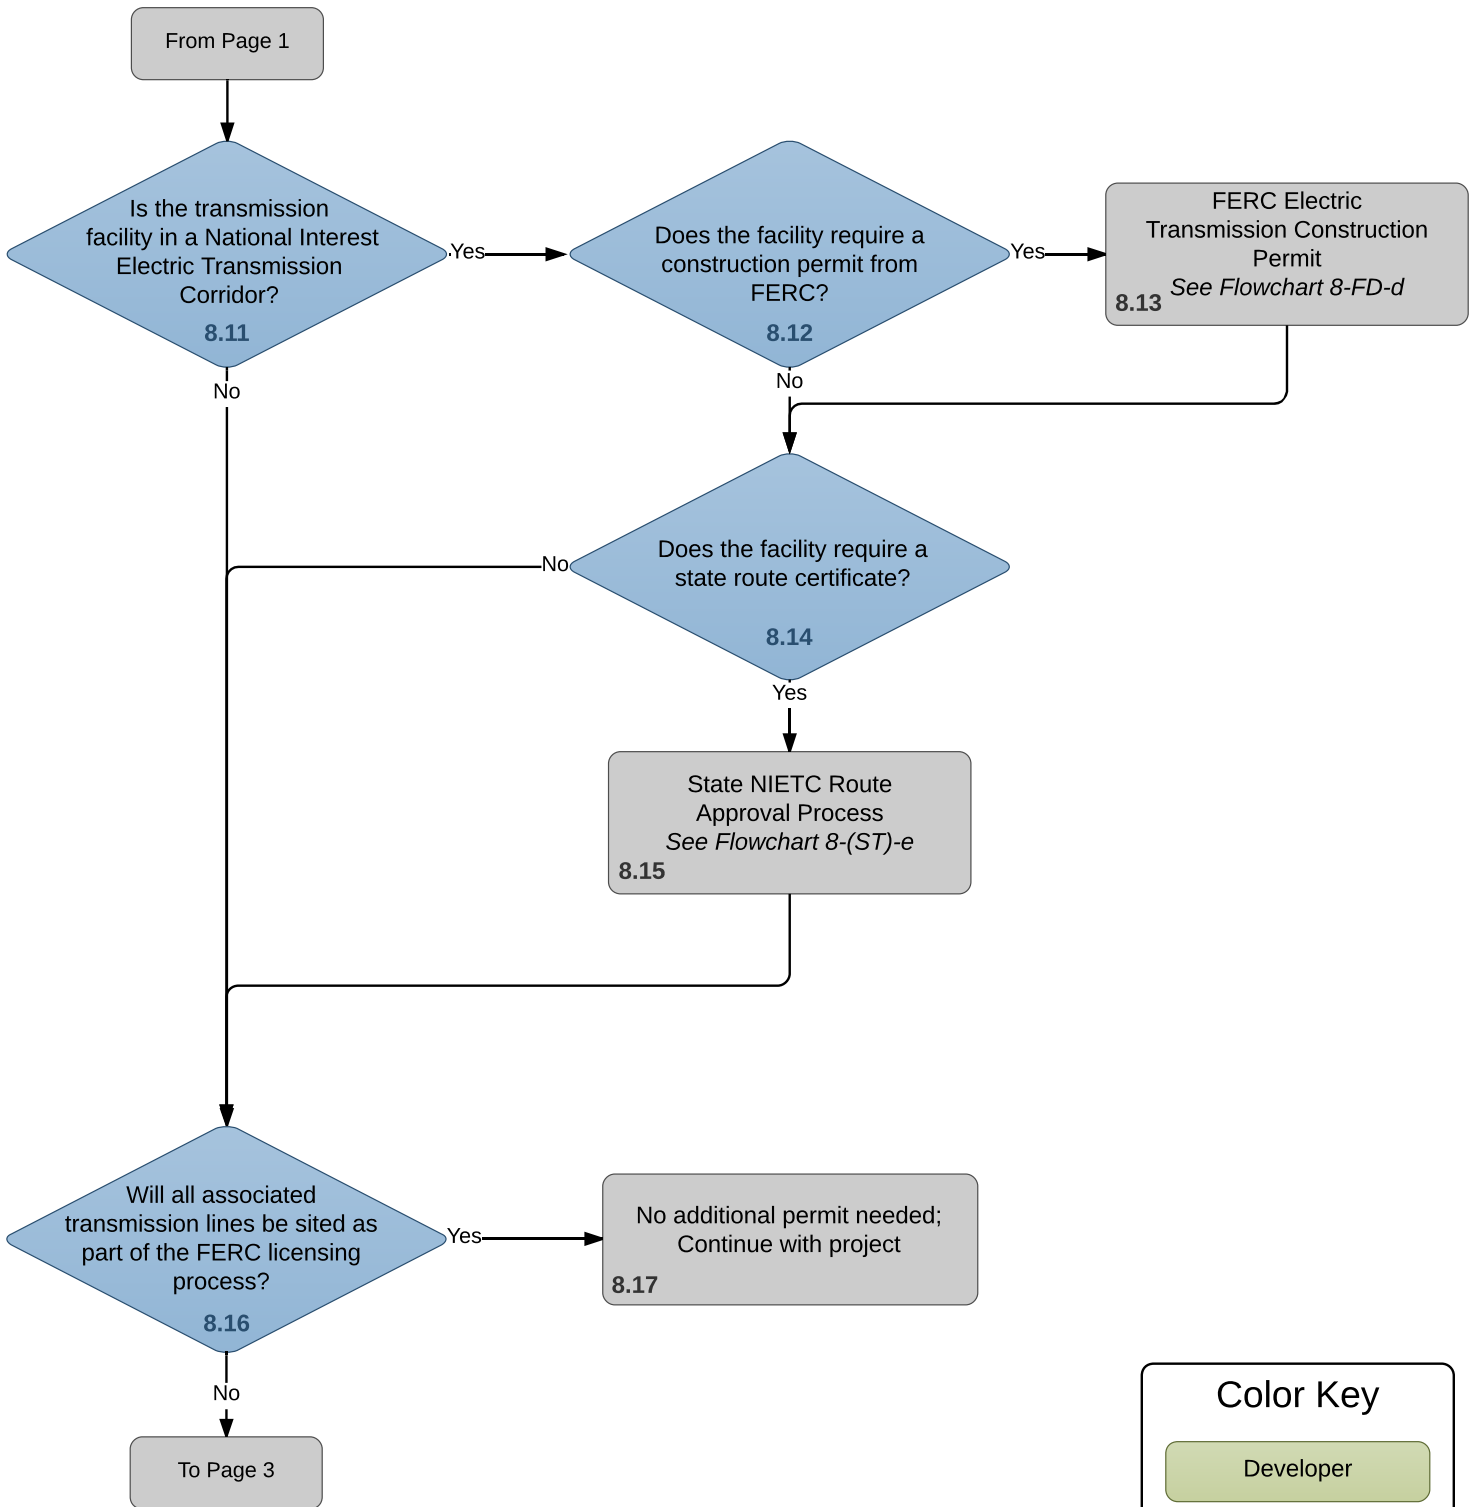 From Page 1
Is the transmission
facility in a National Interest
Electric Transmission
Corridor?
8.11
Yes
No
Does the facility require a
construction permit from
FERC?
8.12
Yes
No
FERC Electric
Transmission Construction
Permit
See Flowchart 8-FD-d
8.13
Does the facility require a
state route certificate?
8.14
No
Yes
State NIETC Route
Approval Process
See Flowchart 8-(ST)-e
8.15
Will all associated
transmission lines be sited as
part of the FERC licensing
process?
8.16
Yes
No
No additional permit needed;
Continue with project
8.17
To Page 3
Color Key
Developer